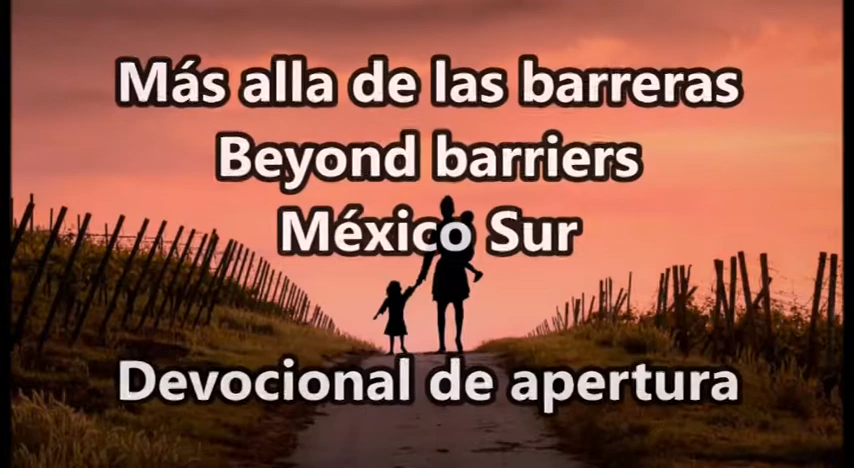 Más alla de las barreras
Beyond barriers
México Sur
Devocional de apertura